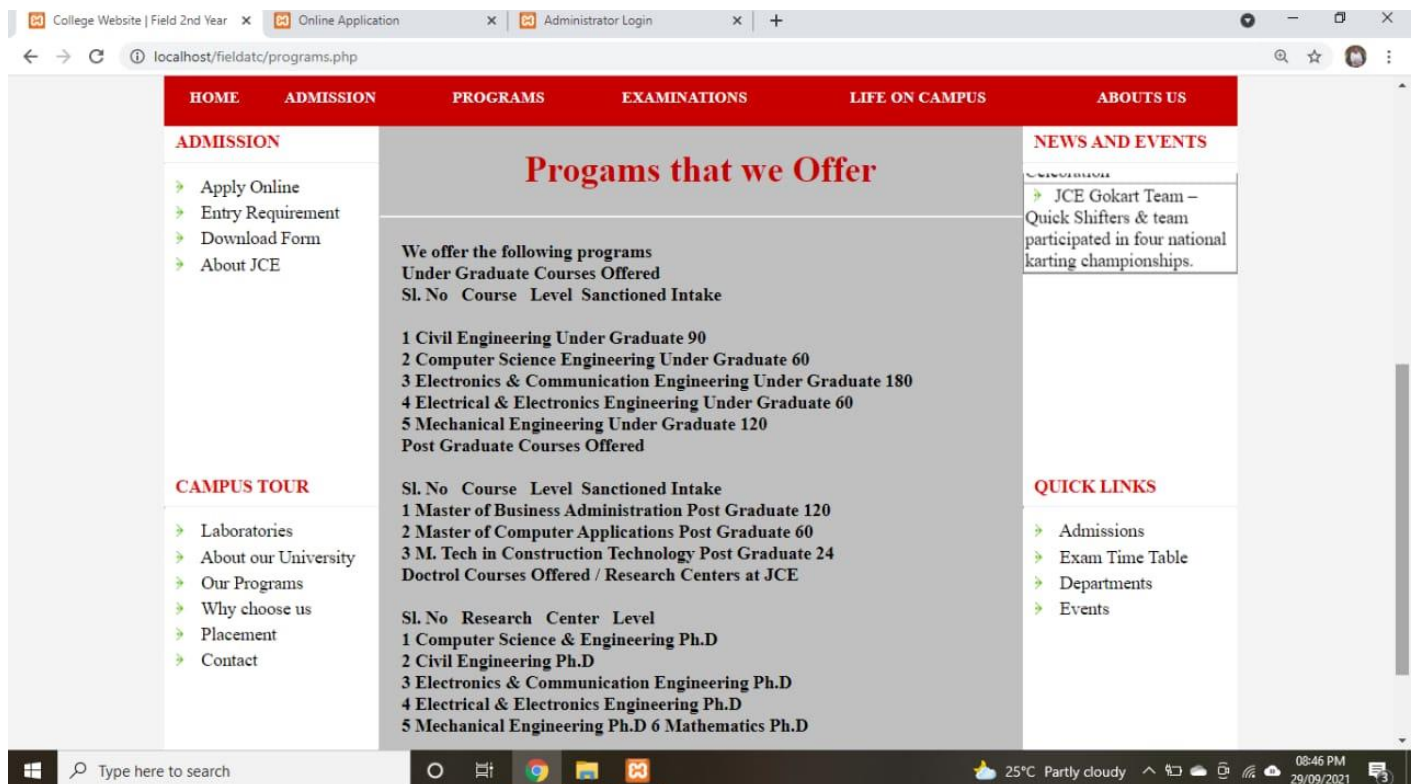 College Website | Field 2nd Year
Online Application
Administrator Login
localhost/fieldatc/programs.php
HOME ADMISSION PROGRAMS EXAMINATIONS LIFE ON CAMPUS ABOUTS US
ADMISSION
Apply Online
Entry Requirement
Download Form
About JCE
CAMPUS TOUR
Laboratories
About our University
Our Programs
Why choose us
Placement
Contact
Progams that we Offer
We offer the following programs
Under Graduate Courses Offered
Sl. No Course Level Sanctioned Intake
1 Civil Engineering Under Graduate 90
2 Computer Science Engineering Under Graduate 60
3 Electronics & Communication Engineering Under Graduate 180
4 Electrical & Electronics Engineering Under Graduate 60
5 Mechanical Engineering Under Graduate 120
Post Graduate Courses Offered
Sl. No Course Level Sanctioned Intake
1 Master of Business Administration Post Graduate 120
2 Master of Computer Applications Post Graduate 60
3 M. Tech in Construction Technology Post Graduate 24
Doctrol Courses Offered / Research Centers at JCE
Sl. No Research Center Level
1 Computer Science & Engineering Ph.D
2 Civil Engineering Ph.D
3 Electronics & Communication Engineering Ph.D
4 Electrical & Electronics Engineering Ph.D
5 Mechanical Engineering Ph.D 6 Mathematics Ph.D
NEWS AND EVENTS
JCE Gokart Team –
Quick Shifters & team
participated in four national
karting championships.
QUICK LINKS
Admissions
Exam Time Table
Departments
Events
Type here to search
25°C Partly cloudy
08:46 PM
29/09/2021
3